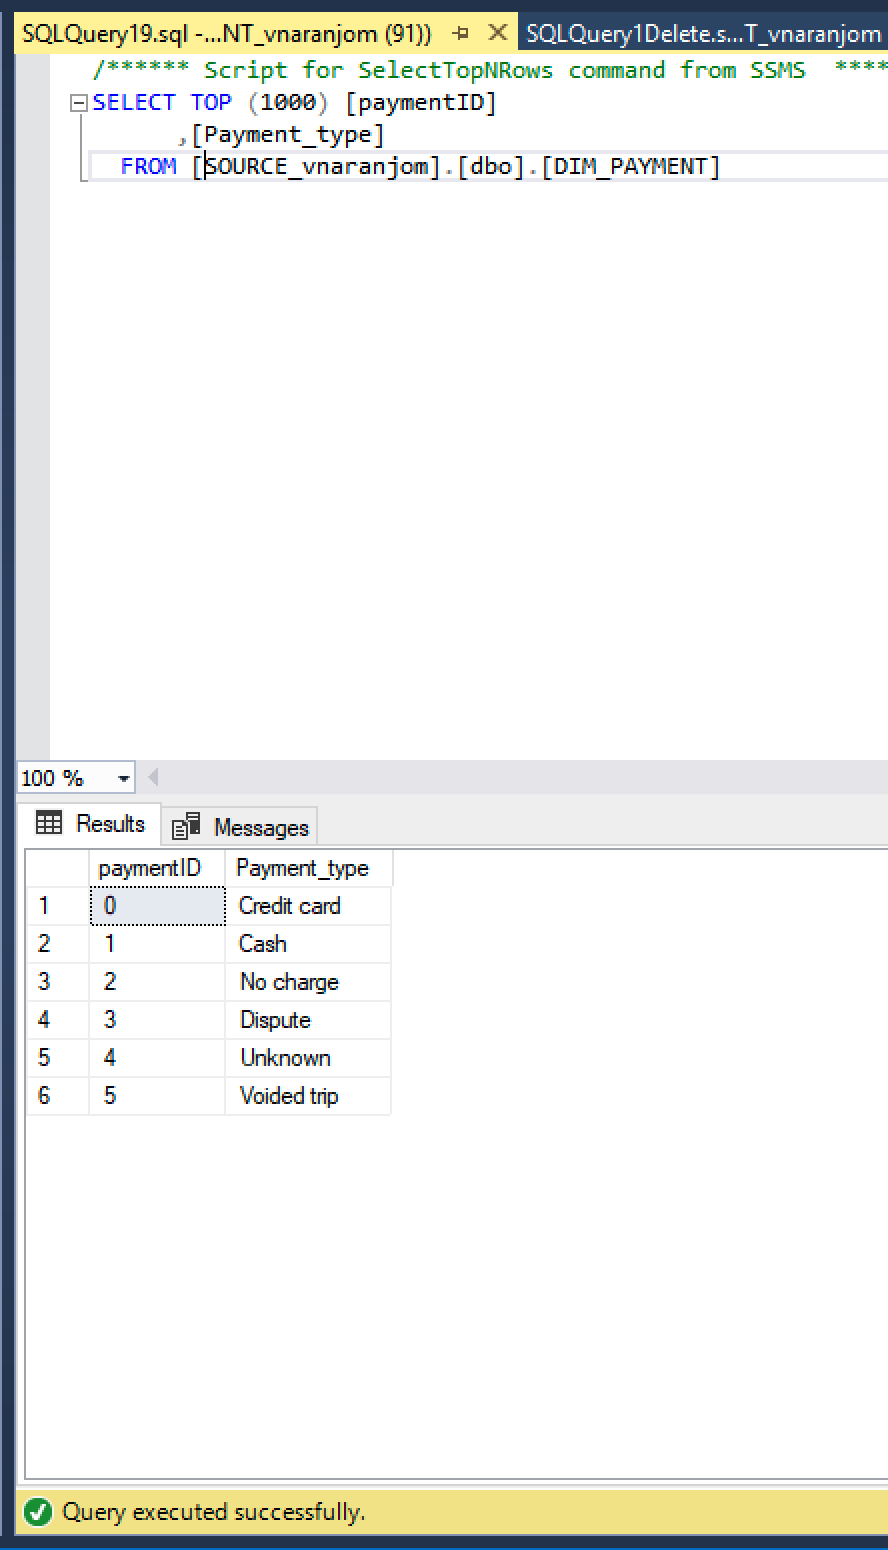 SQLQuery19.sql -...NT_vnaranjom (91)) SQLQuery1Delete.s...T_vnaranjom
/****** Script for SelectTopNRows command from SSMS ****
SELECT TOP (1000) [paymentID]
,[Payment_type]
FROM [SOURCE_vnaranjom].[dbo].[DIM_PAYMENT]
100 %
Results Messages
paymentID Payment_type
1 0 Credit card
2 1 Cash
3 2 No charge
4 3 Dispute
5 4 Unknown
6 5 Voided trip
Query executed successfully.